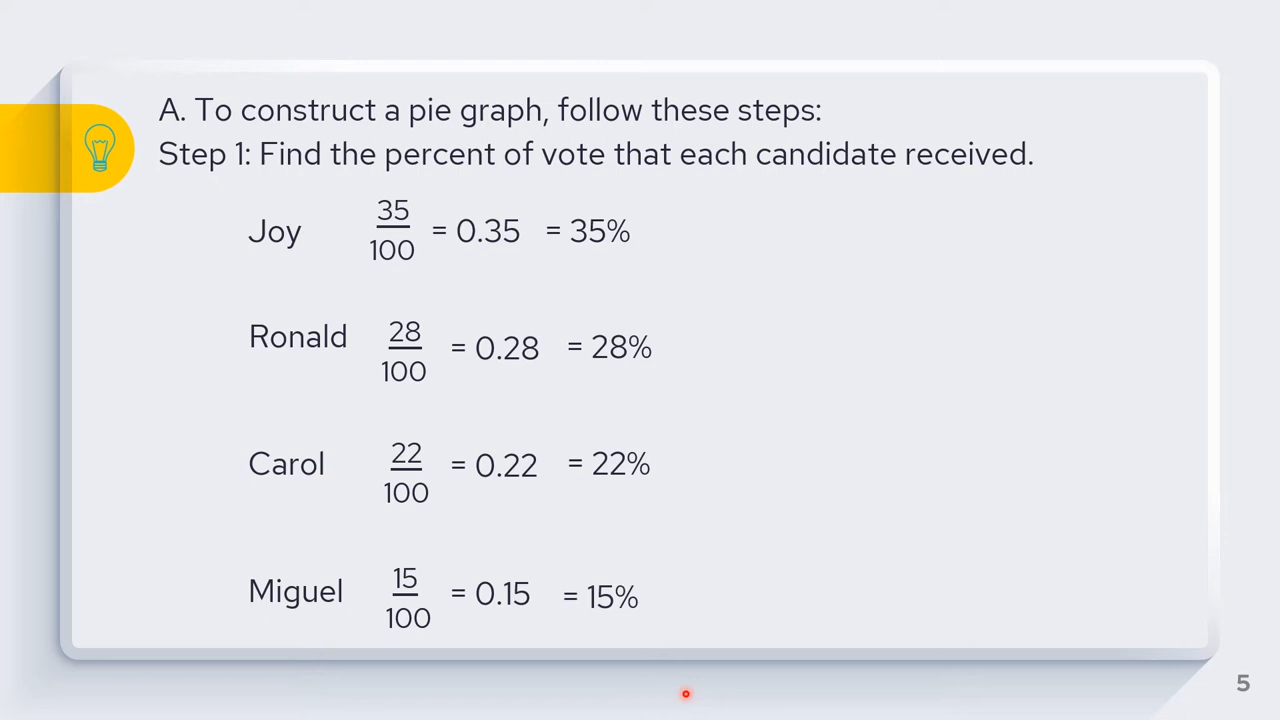 A. To construct a pie graph, follow these steps:
Step 1: Find the percent of vote that each candidate received.
Joy 35/100 = 0.35 = 35%
Ronald 28/100 = 0.28 = 28%
Carol 22/100 = 0.22 = 22%
Miguel 15/100 = 0.15 = 15%
5